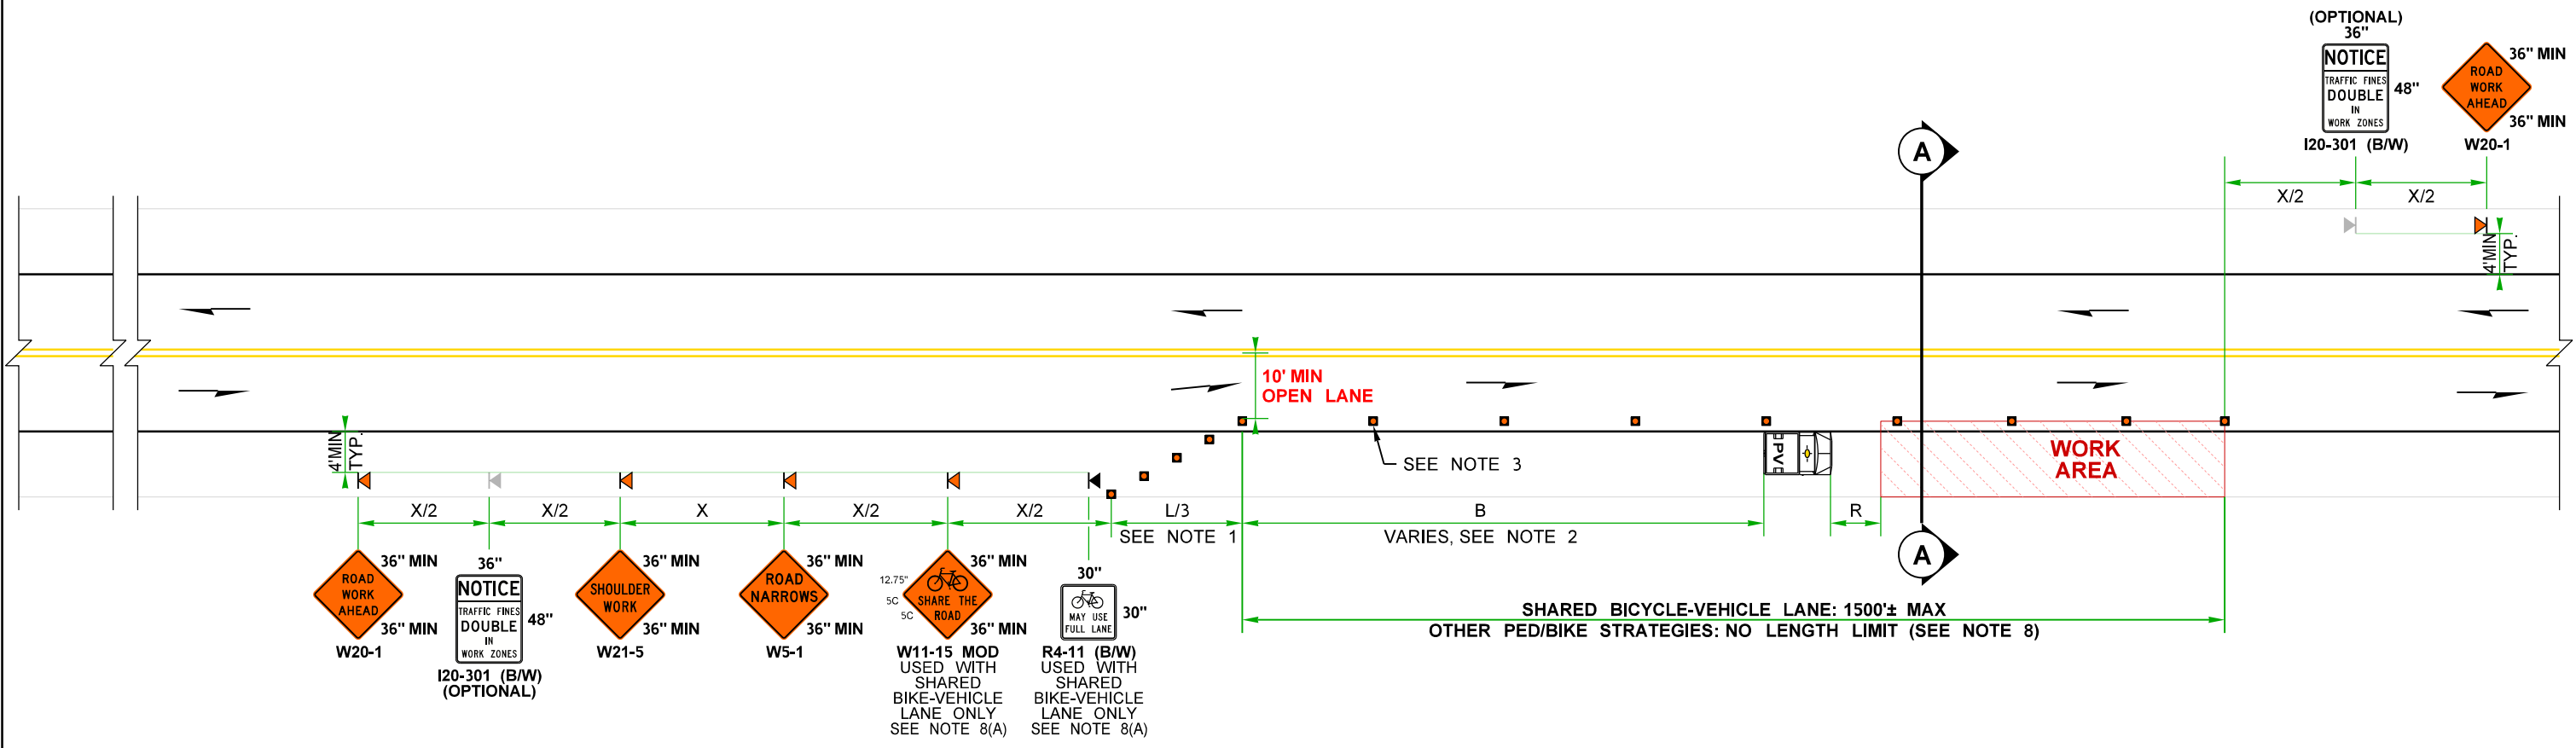 (OPTIONAL)
36"
NOTICE
TRAFFIC FINES
DOUBLE
IN
WORK ZONES
48"
I20-301 (B/W)
ROAD
WORK
AHEAD
36" MIN
36" MIN
W20-1
X/2
X/2
4'MIN
TYP.
A
10' MIN
OPEN LANE
4'MIN
TYP.
SEE NOTE 3
PV
WORK
AREA
X/2
X/2
X
X/2
X/2
L/3
SEE NOTE 1
B
VARIES, SEE NOTE 2
R
A
ROAD
WORK
AHEAD
36" MIN
36" MIN
W20-1
36"
NOTICE
TRAFFIC FINES
DOUBLE
IN
WORK ZONES
48"
I20-301 (B/W)
(OPTIONAL)
SHOULDER
WORK
36" MIN
36" MIN
W21-5
ROAD
NARROWS
36" MIN
36" MIN
W5-1
12.75"
5C
5C
SHARE THE
ROAD
36" MIN
36" MIN
W11-15 MOD
USED WITH
SHARED
BIKE-VEHICLE
LANE ONLY
SEE NOTE 8(A)
30"
MAY USE
FULL LANE
30"
R4-11 (B/W)
USED WITH
SHARED
BIKE-VEHICLE
LANE ONLY
SEE NOTE 8(A)
SHARED BICYCLE-VEHICLE LANE: 1500'± MAX
OTHER PED/BIKE STRATEGIES: NO LENGTH LIMIT (SEE NOTE 8)